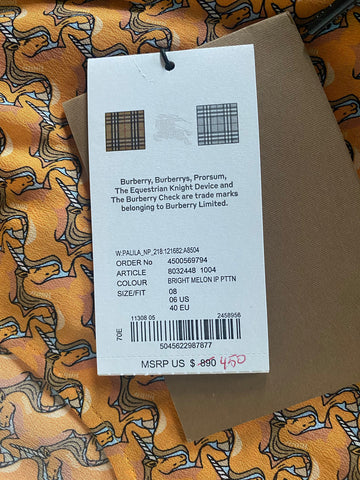 Burberry, Burberrys, Prorsum,
The Equestrian Knight Device and
The Burberry Check are trade marks
belonging to Burberry Limited.
W:PALILA_NP_218:121682:A8504
ORDER No 4500569794
ARTICLE 8032448 1004
COLOUR BRIGHT MELON IP PTTN
SIZE/FIT 08
06 US
40 EU
70E
11308 05 2458956
5045622987877
MSRP US $ 890 450